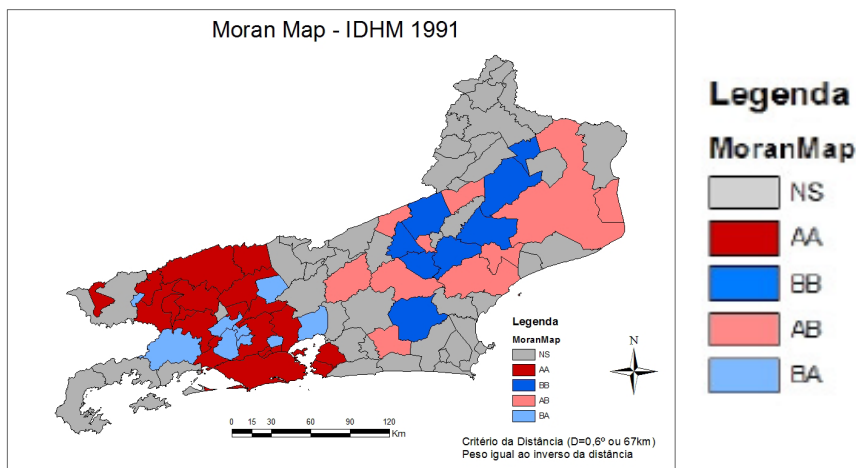 Moran Map - IDHM 1991
Legenda
MoranMap
NS
AA
BB
AB
BA
N
0 15 30 60 90 120
Km
Critério da Distância (D=0,6º ou 67km)
Peso igual ao inverso da distância
Legenda
MoranMap
NS
AA
BB
AB
BA